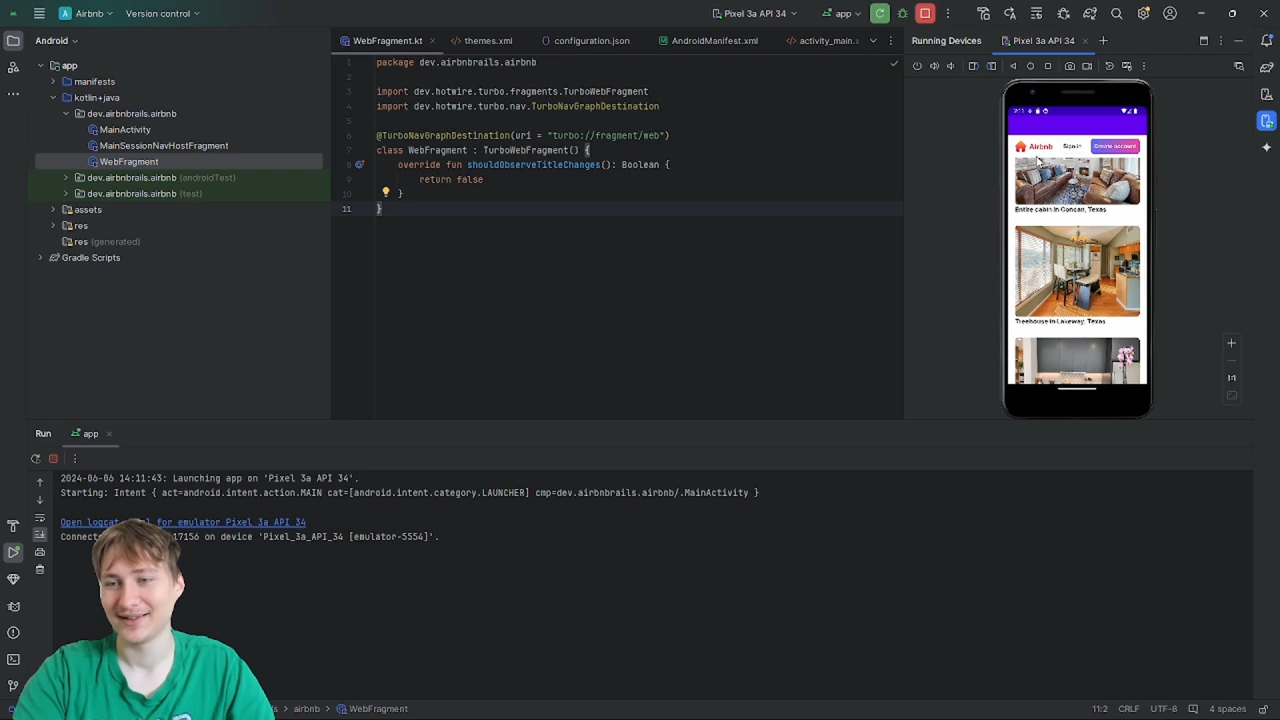 Airbnb
Version control
Pixel 3a API 34
app
Android
WebFragment.kt
themes.xml
configuration.json
AndroidManifest.xml
activity_main.x
Running Devices
Pixel 3a API 34
app
manifests
kotlin+java
dev.airbnbrails.airbnb
MainActivity
MainSessionNavHostFragment
WebFragment
dev.airbnbrails.airbnb (androidTest)
dev.airbnbrails.airbnb (test)
assets
res
res (generated)
Gradle Scripts
1 package dev.airbnbrails.airbnb
2
3 import dev.hotwire.turbo.fragments.TurboWebFragment
4 import dev.hotwire.turbo.nav.TurboNavGraphDestination
5
6 @TurboNavGraphDestination(uri = "turbo://fragment/web")
7 class WebFragment : TurboWebFragment() {
8 override fun shouldObserveTitleChanges(): Boolean {
return false
10 }
11 }
2:11
Airbnb Sign in Create account
Entire cabin in Concan, Texas
Treehouse in Lakeway, Texas
1:1
Run
app
2024-06-06 14:11:43: Launching app on 'Pixel 3a API 34'.
Starting: Intent { act=android.intent.action.MAIN cat=[android.intent.category.LAUNCHER] cmp=dev.airbnbrails.airbnb/.MainActivity }
Open logcat for emulator Pixel 3a API 34
Connec 17156 on device 'Pixel_3a_API_34 [emulator-5554]'.
airbnb
WebFragment
11:2
CRLF
UTF-8
4 spaces